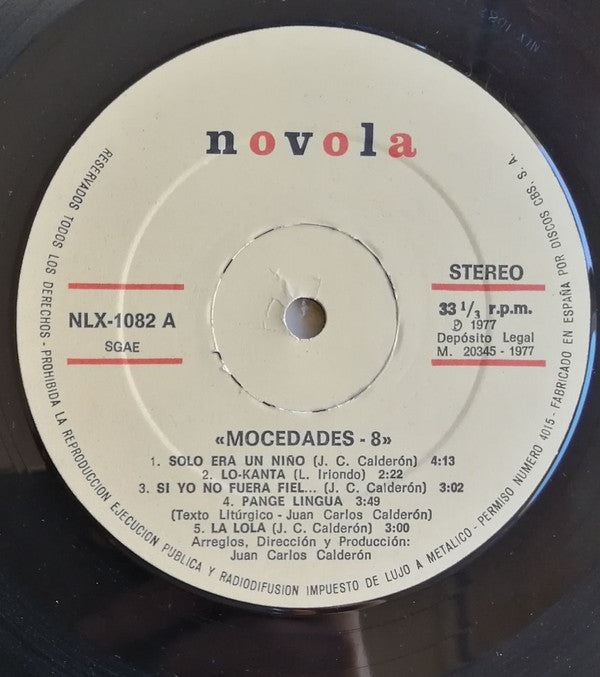 novola
STEREO
NLX-1082 A
SGAE
33 1/3 r.p.m.
Ⓟ 1977
Depósito Legal
M. 20345 - 1977
«MOCEDADES - 8»
1. SOLO ERA UN NIÑO (J. C. Calderón) 4:13
2. LO-KANTA (L. Iriondo) 2:22
3. SI YO NO FUERA FIEL... (J. C. Calderón) 3:02
4. PANGE LINGUA 3:49
(Texto Litúrgico - Juan Carlos Calderón)
5. LA LOLA (J. C. Calderón) 3:00
Arreglos, Dirección y Producción:
Juan Carlos Calderón
RESERVADOS TODOS LOS DERECHOS - PROHIBIDA LA REPRODUCCION EJECUCION PUBLICA Y RADIODIFUSION IMPUESTO DE LUJO A METALICO - PERMISO NUMERO 4015 - FABRICADO EN ESPAÑA POR DISCOS CBS, S. A.